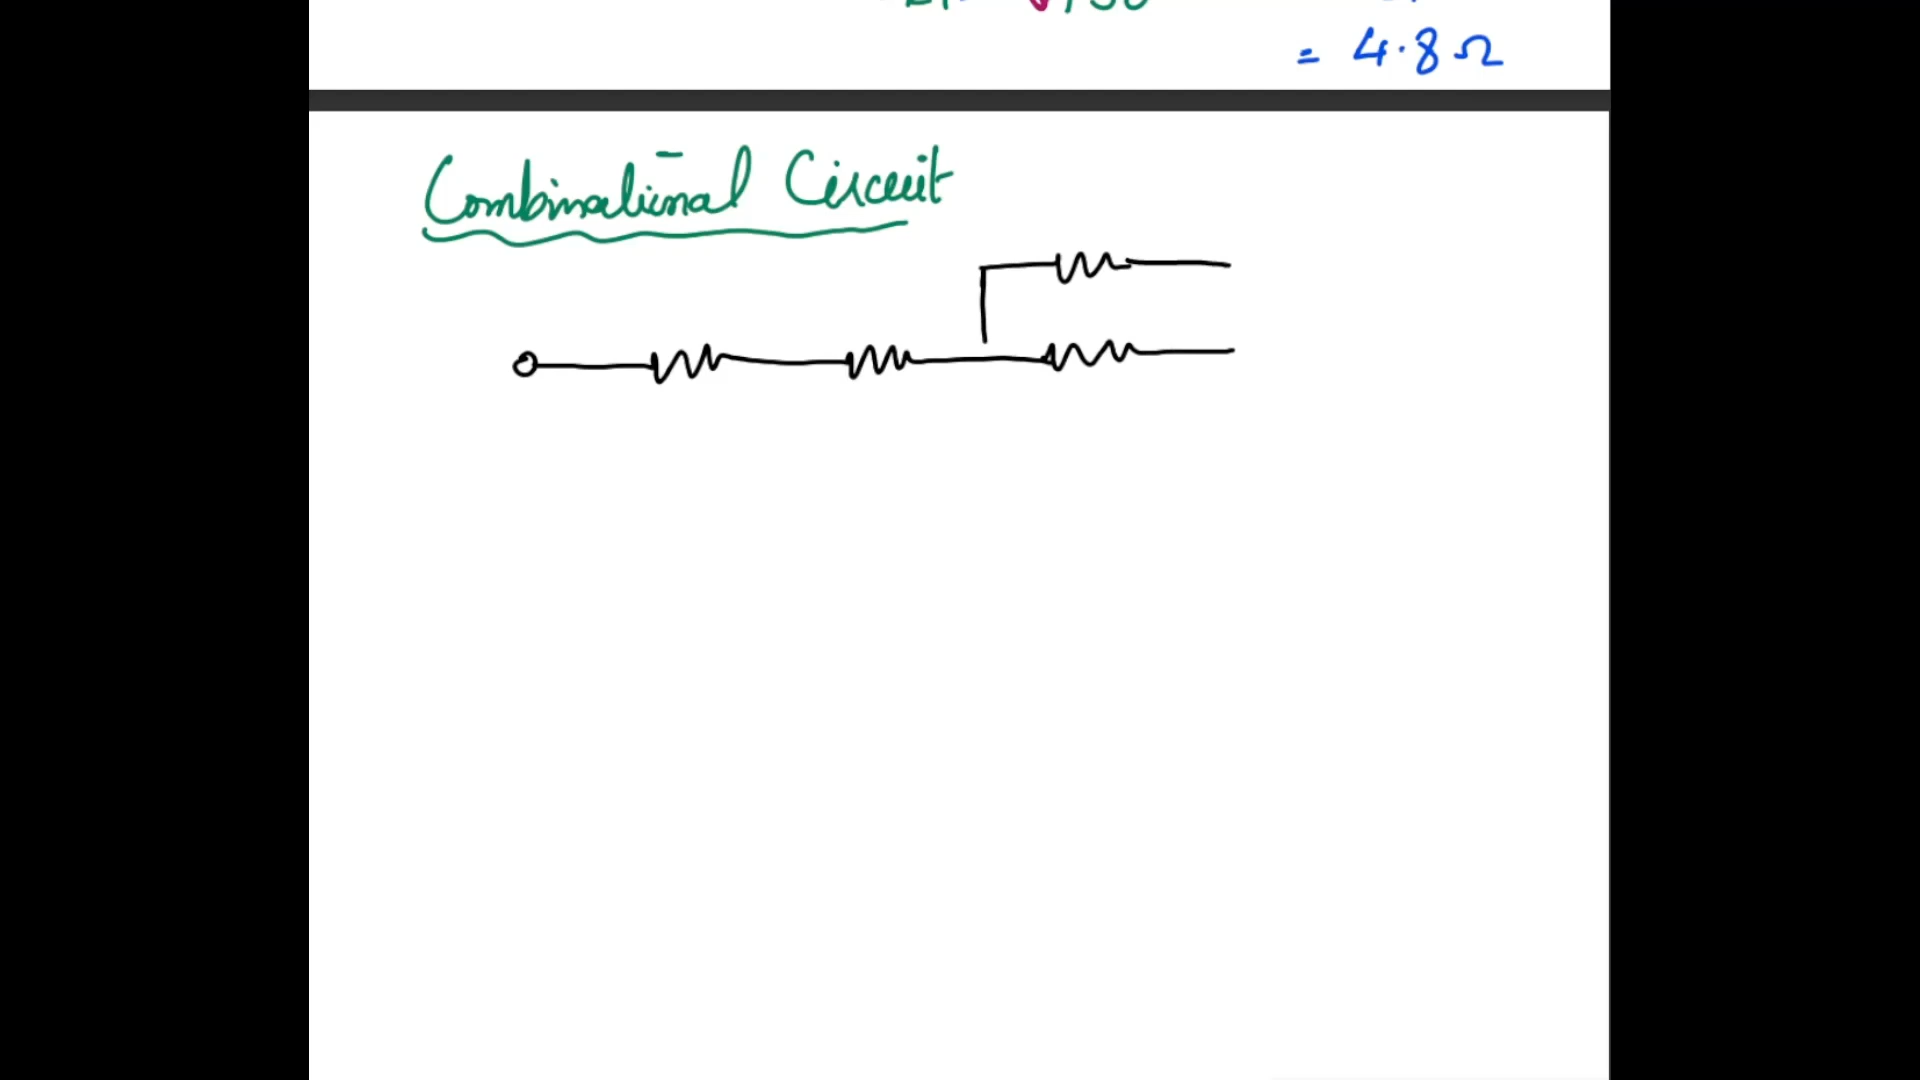 = 4.8 Ω
Combinational Circuit